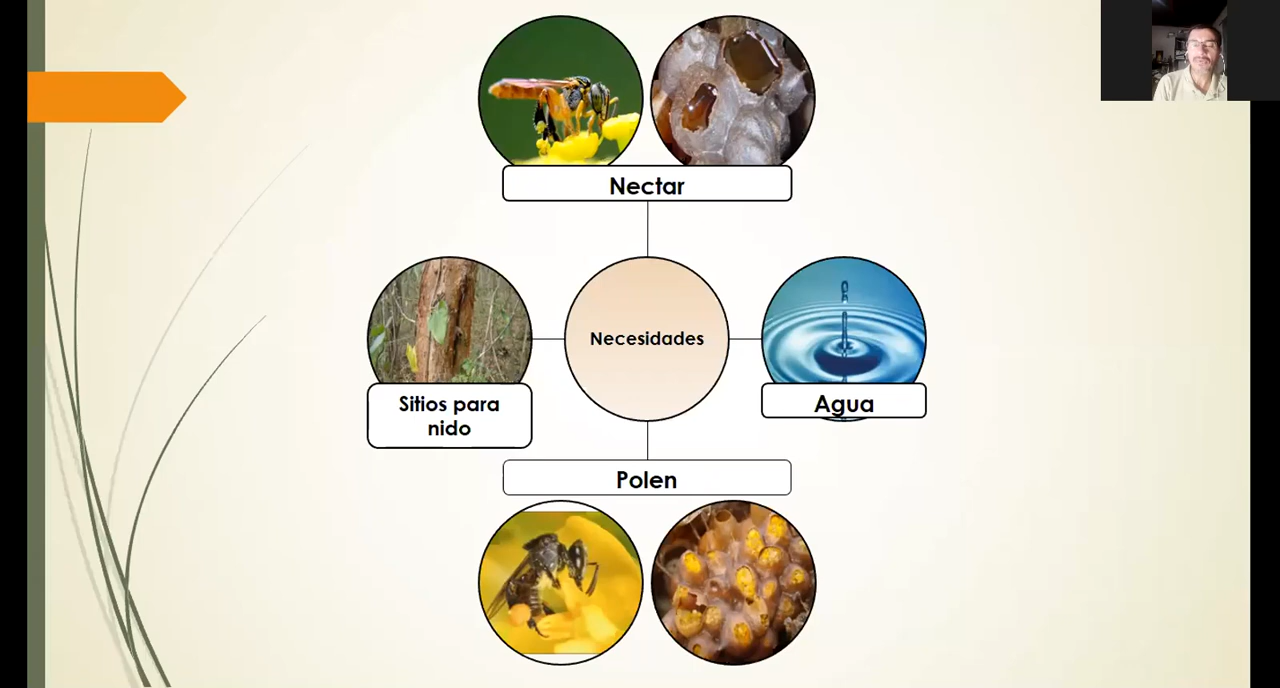 Nectar
Necesidades
Sitios para
nido
Agua
Polen